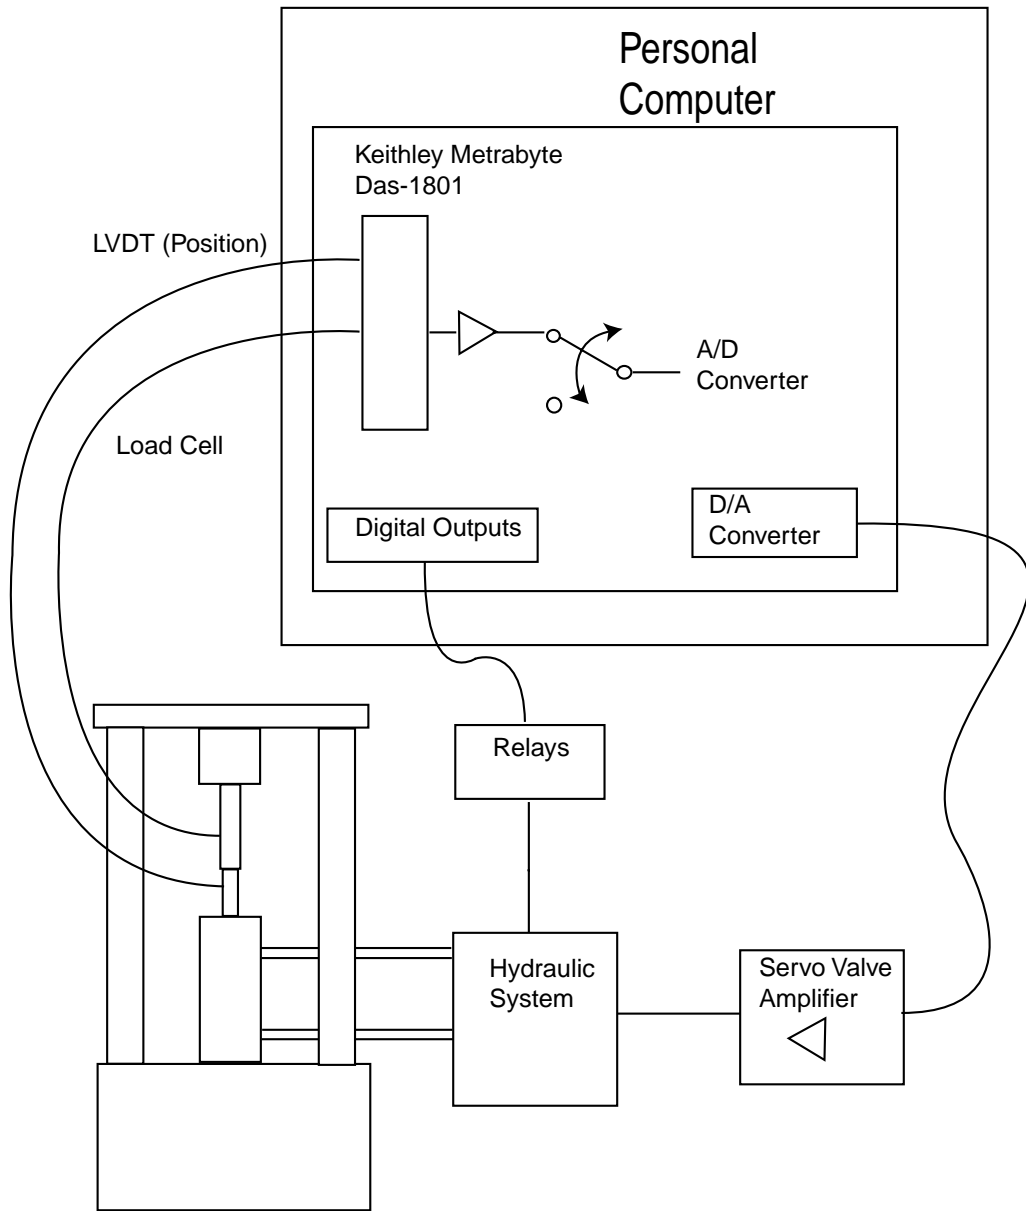 Personal
Computer
Keithley Metrabyte
Das-1801
LVDT (Position)
A/D
Converter
Load Cell
Digital Outputs
D/A
Converter
Relays
Hydraulic
System
Servo Valve
Amplifier